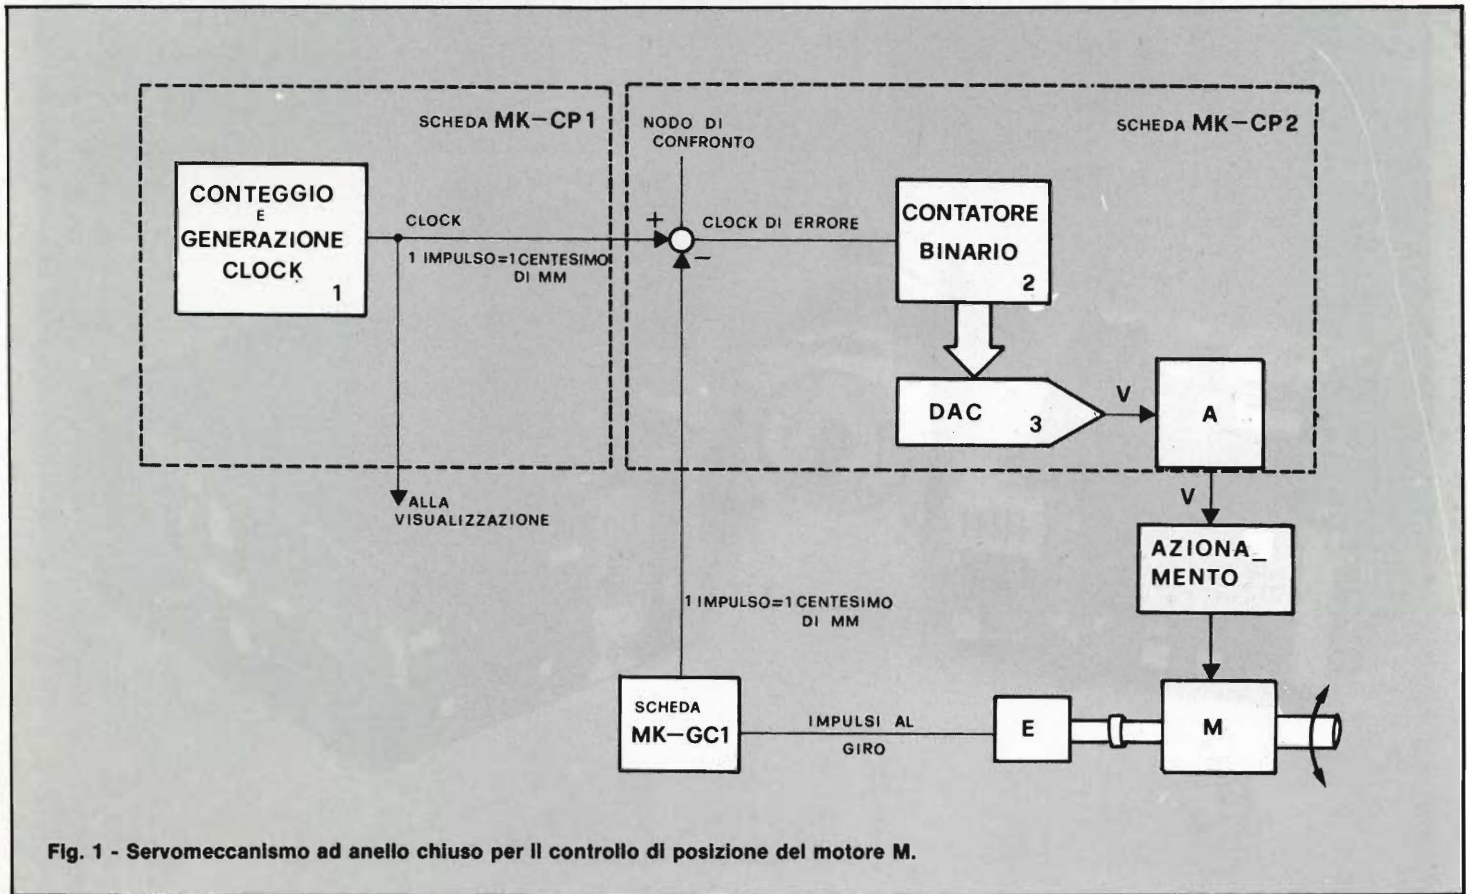 SCHEDA MK-CP1
NODO DI
CONFRONTO
SCHEDA MK-CP2
CONTEGGIO
E
GENERAZIONE
CLOCK
1
CLOCK
1 IMPULSO=1 CENTESIMO
DI MM
+
-
CLOCK DI ERRORE
CONTATORE
BINARIO
2
DAC
3
V
A
ALLA
VISUALIZZAZIONE
V
AZIONA_
MENTO
1 IMPULSO=1 CENTESIMO
DI MM
SCHEDA
MK-GC1
IMPULSI AL
GIRO
E
M
Fig. 1 - Servomeccanismo ad anello chiuso per il controllo di posizione del motore M.